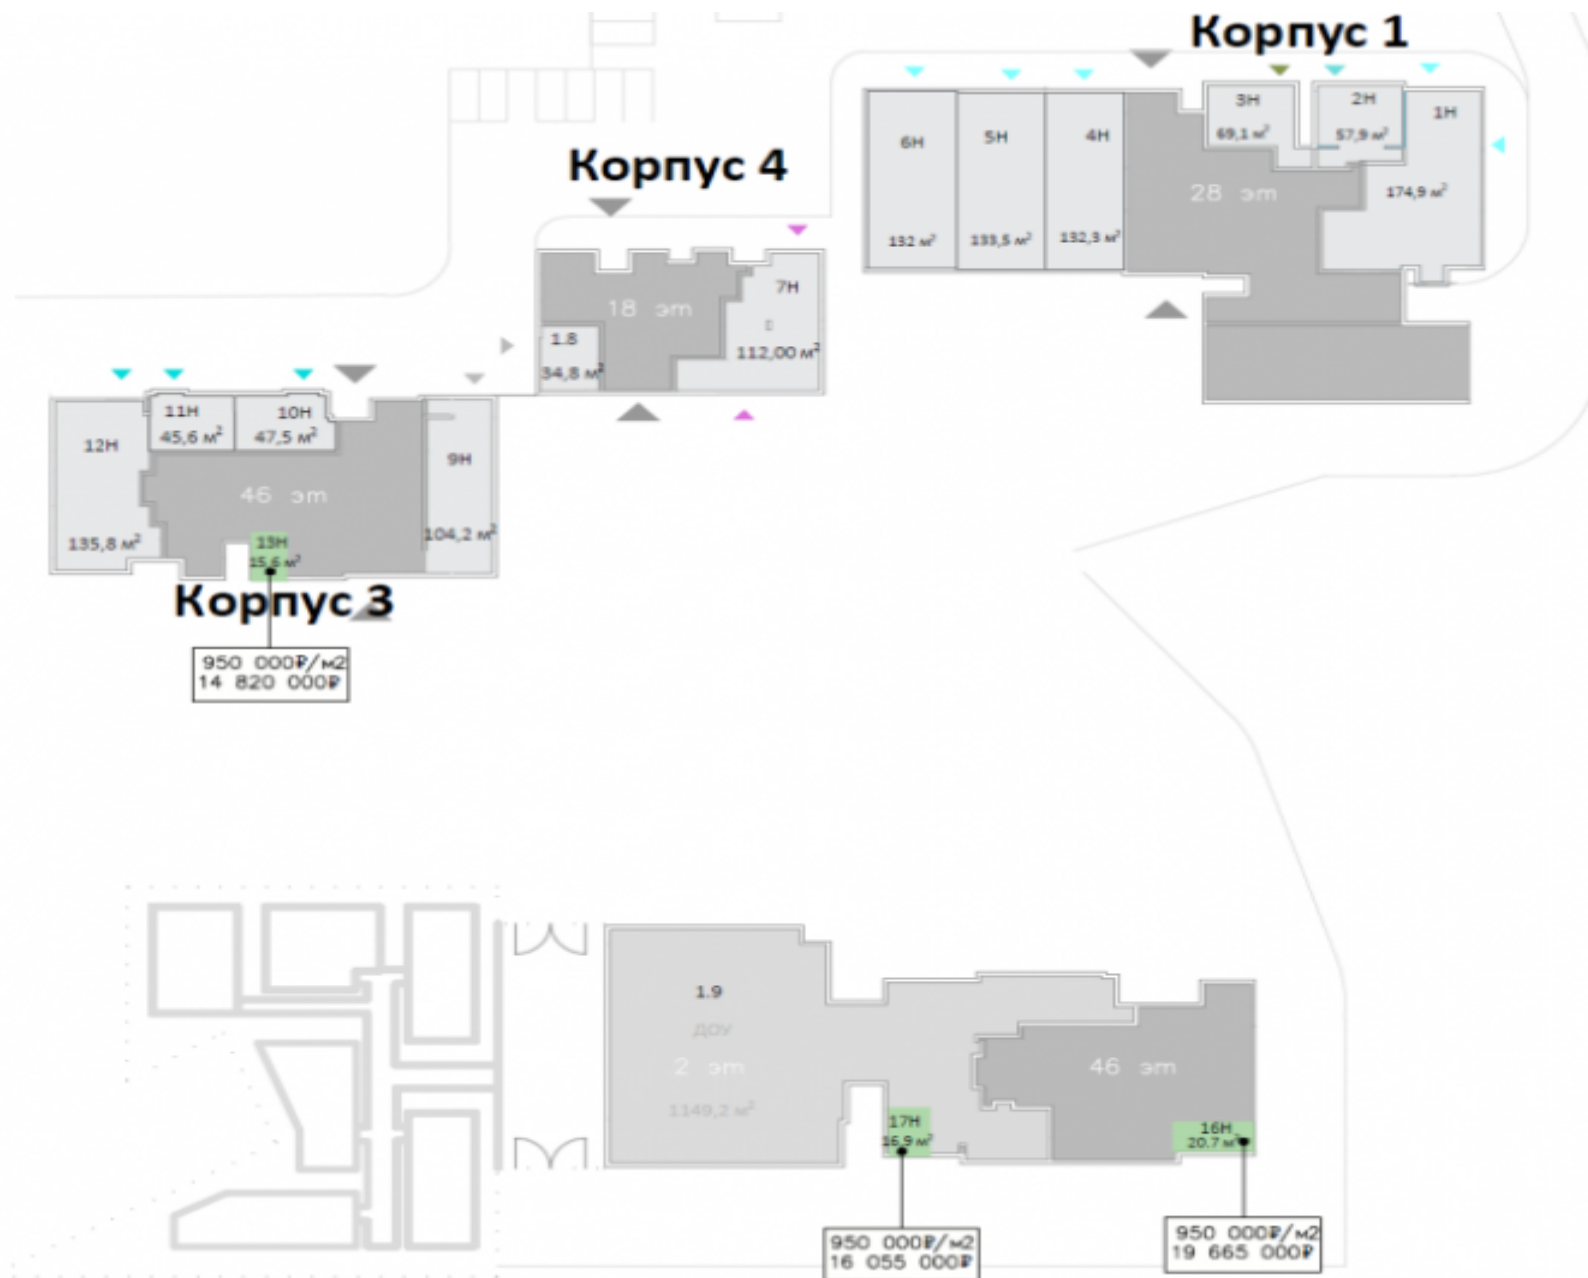 Корпус 1
3Н
69,1 м²
2Н
57,9 м²
1Н
174,9 м²
6Н
132 м²
5Н
133,5 м²
4Н
132,3 м²
28 эт
Корпус 4
18 эт
7Н
112,00 м²
1.8
34,8 м²
11Н
45,6 м²
10Н
47,5 м²
12Н
135,8 м²
46 эт
9Н
104,2 м²
13Н
15,6 м²
Корпус 3
950 000₽/м2
14 820 000₽
1.9
ДОУ
2 эт
1149,2 м²
46 эт
17Н
16,9 м²
16Н
20,7 м²
950 000₽/м2
16 055 000₽
950 000₽/м2
19 665 000₽